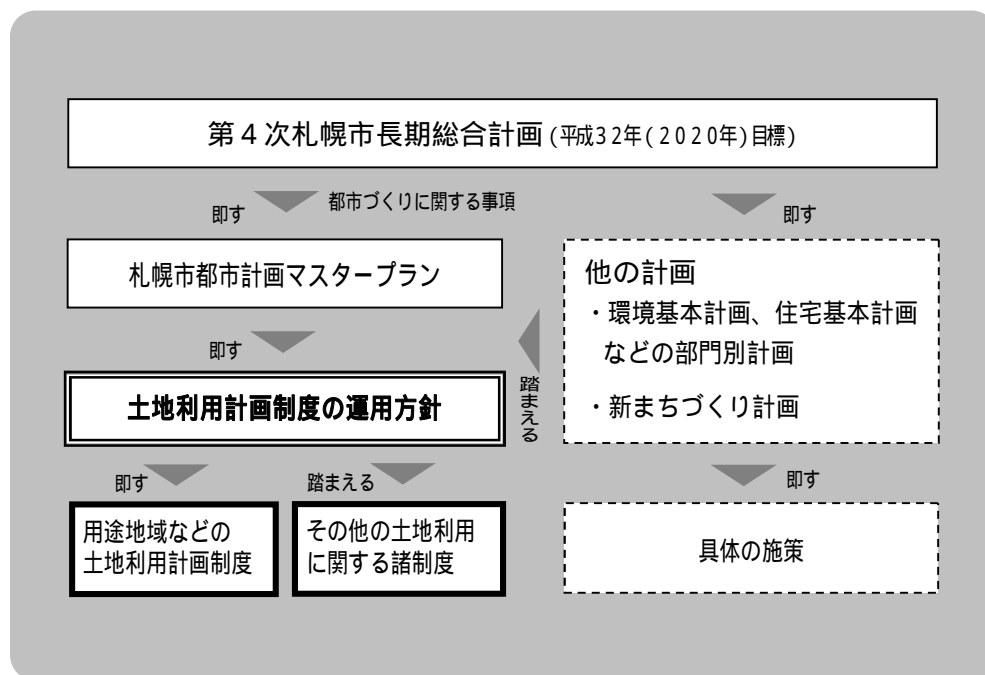 第４次札幌市長期総合計画(平成32年(2020年)目標)
即す
都市づくりに関する事項
即す
札幌市都市計画マスタープラン
即す
土地利用計画制度の運用方針
踏まえる
他の計画
・環境基本計画、住宅基本計画
などの部門別計画
・新まちづくり計画
即す
踏まえる
即す
用途地域などの
土地利用計画制度
その他の土地利用
に関する諸制度
具体の施策